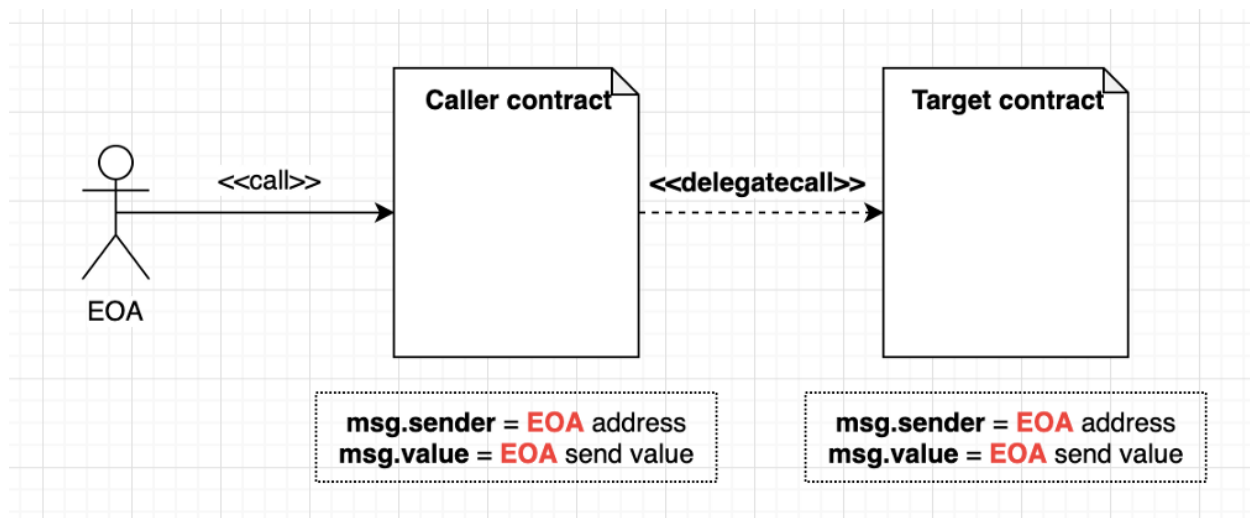 Caller contract
Target contract
<<call>>
<<delegatecall>>
EOA
msg.sender = EOA address
msg.value = EOA send value
msg.sender = EOA address
msg.value = EOA send value